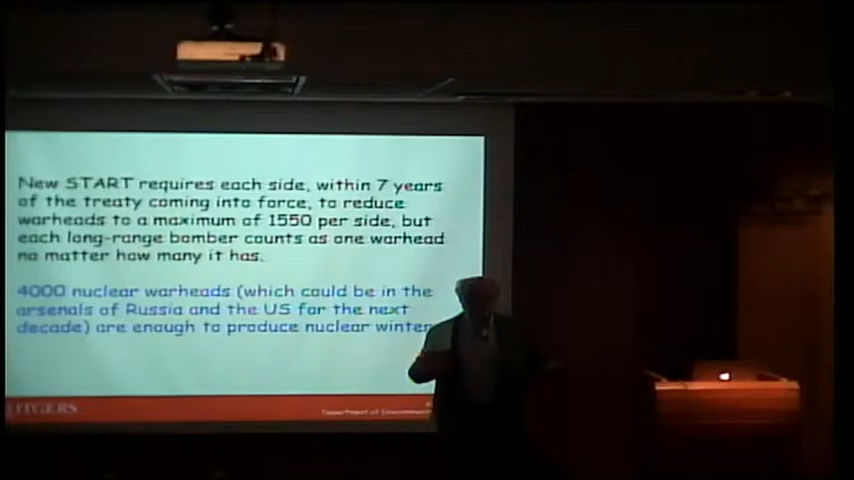 New START requires each side, within 7 years
of the treaty coming into force, to reduce
warheads to a maximum of 1550 per side, but
each long-range bomber counts as one warhead
no matter how many it has.
4000 nuclear warheads (which could be in the
arsenals of Russia and the US for the next
decade) are enough to produce nuclear winter
RUTGERS
Department of